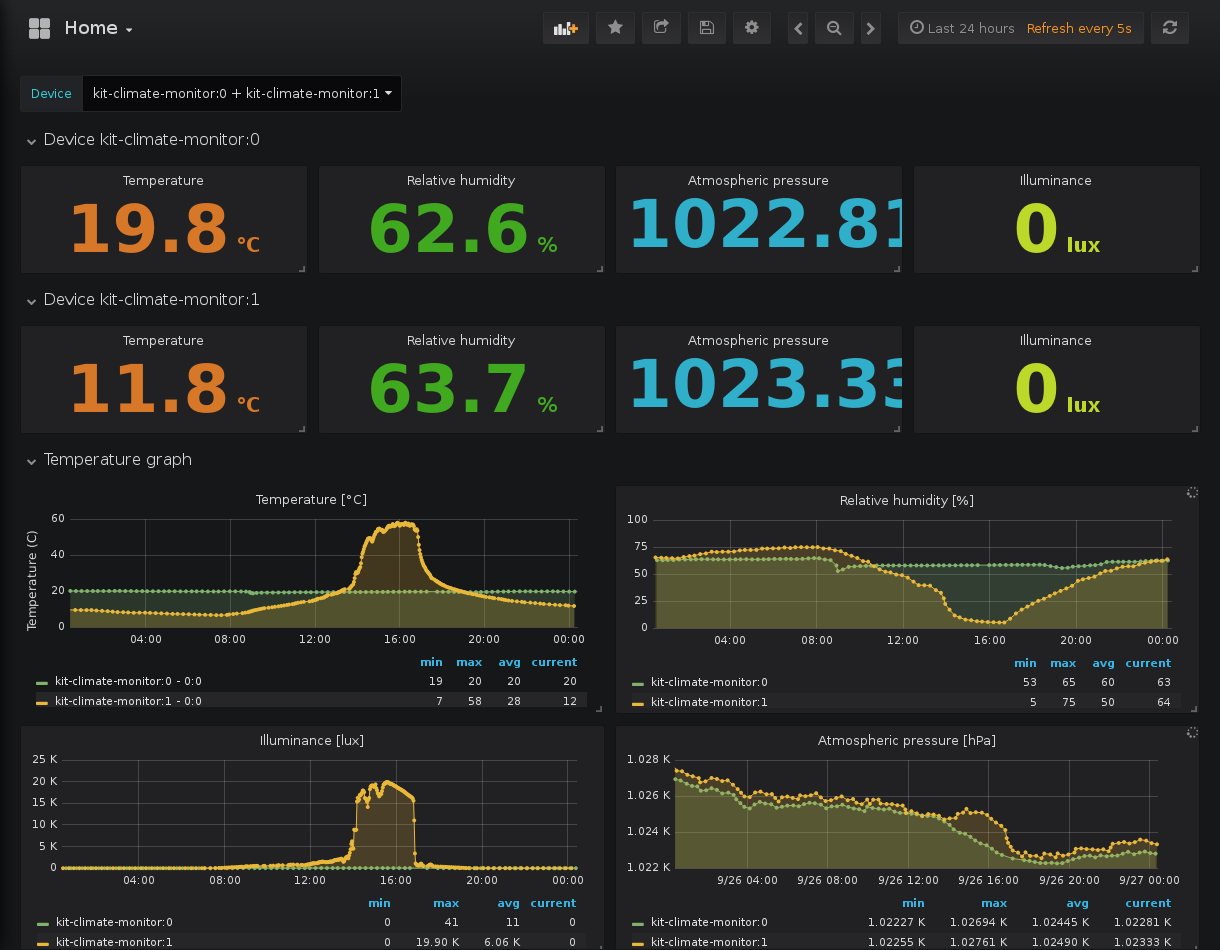 Home
Last 24 hours Refresh every 5s
Device kit-climate-monitor:0 + kit-climate-monitor:1
Device kit-climate-monitor:0
Temperature Relative humidity Atmospheric pressure Illuminance
19.8 °C 62.6 % 1022.81 0 lux
Device kit-climate-monitor:1
Temperature Relative humidity Atmospheric pressure Illuminance
11.8 °C 63.7 % 1023.33 0 lux
Temperature graph
Temperature [°C]
Temperature (C)
60
40
20
0
04:00 08:00 12:00 16:00 20:00 00:00
min max avg current
kit-climate-monitor:0 - 0:0 19 20 20 20
kit-climate-monitor:1 - 0:0 7 58 28 12
Relative humidity [%]
100
75
50
25
0
04:00 08:00 12:00 16:00 20:00 00:00
min max avg current
kit-climate-monitor:0 53 65 60 63
kit-climate-monitor:1 5 75 50 64
Illuminance [lux]
25 K
20 K
15 K
10 K
5 K
0
04:00 08:00 12:00 16:00 20:00 00:00
min max avg current
kit-climate-monitor:0 0 41 11 0
kit-climate-monitor:1 0 19.90 K 6.06 K 0
Atmospheric pressure [hPa]
1.028 K
1.026 K
1.024 K
1.022 K
9/26 04:00 9/26 08:00 9/26 12:00 9/26 16:00 9/26 20:00 9/27 00:00
min max avg current
kit-climate-monitor:0 1.02227 K 1.02694 K 1.02445 K 1.02281 K
kit-climate-monitor:1 1.02255 K 1.02761 K 1.02490 K 1.02333 K